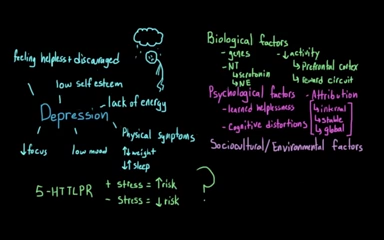 feeling helpless + discouraged
low self esteem
lack of energy
Depression
↓focus
low mood
Physical symptoms
↑↓weight
↑↓sleep
5-HTTLPR
+ stress = ↑risk
- stress = ↓risk
?
Biological factors
- genes
- NT
↳serotonin
↳NE
- ↓activity
↳Prefrontal cortex
↳reward circuit
Psychological factors
- learned helplessness
- Cognitive distortions
- Attribution
↳internal
↳stable
↳global
Sociocultural/Environmental factors